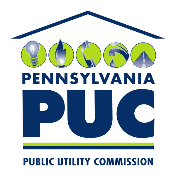 PENNSYLVANIA
PUC
PUBLIC UTILITY COMMISSION